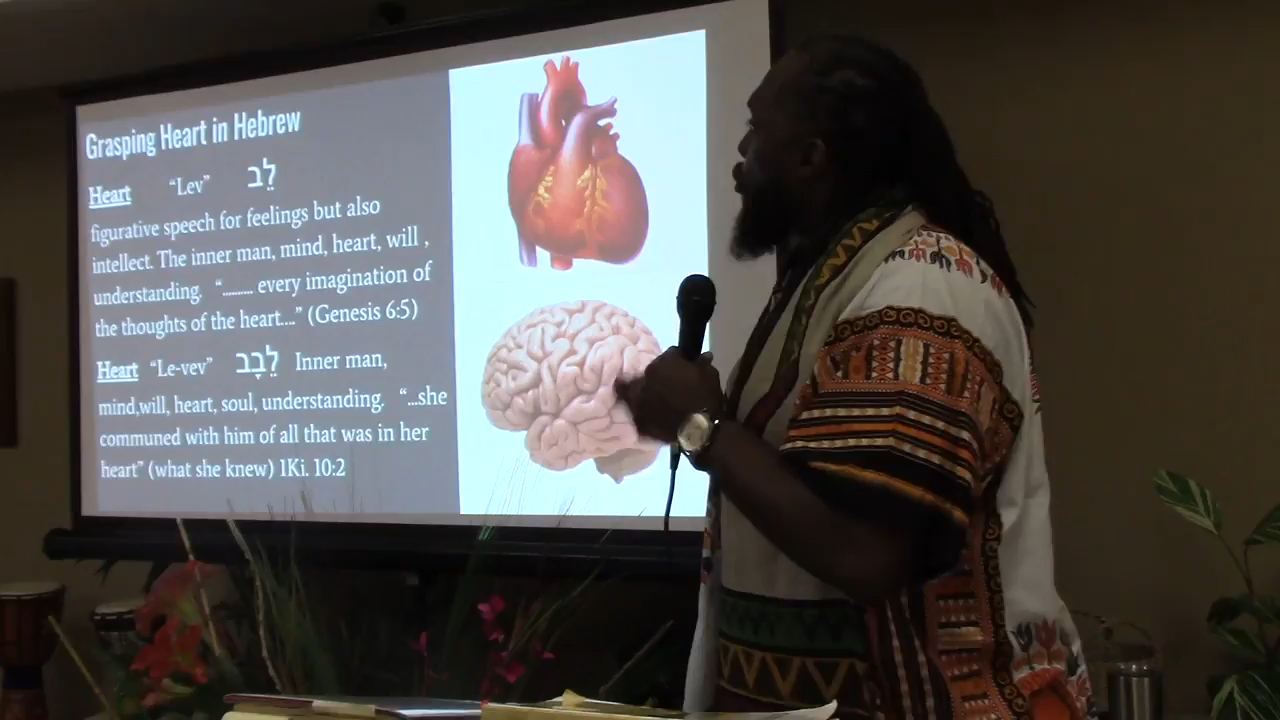 Grasping Heart in Hebrew
Heart “Lev” לֵב
figurative speech for feelings but also
intellect. The inner man, mind, heart, will ,
understanding. “......... every imagination of
the thoughts of the heart....” (Genesis 6:5)
Heart “Le-vev” לֵבָב Inner man,
mind,will, heart, soul, understanding. “...she
communed with him of all that was in her
heart” (what she knew) 1Ki. 10:2